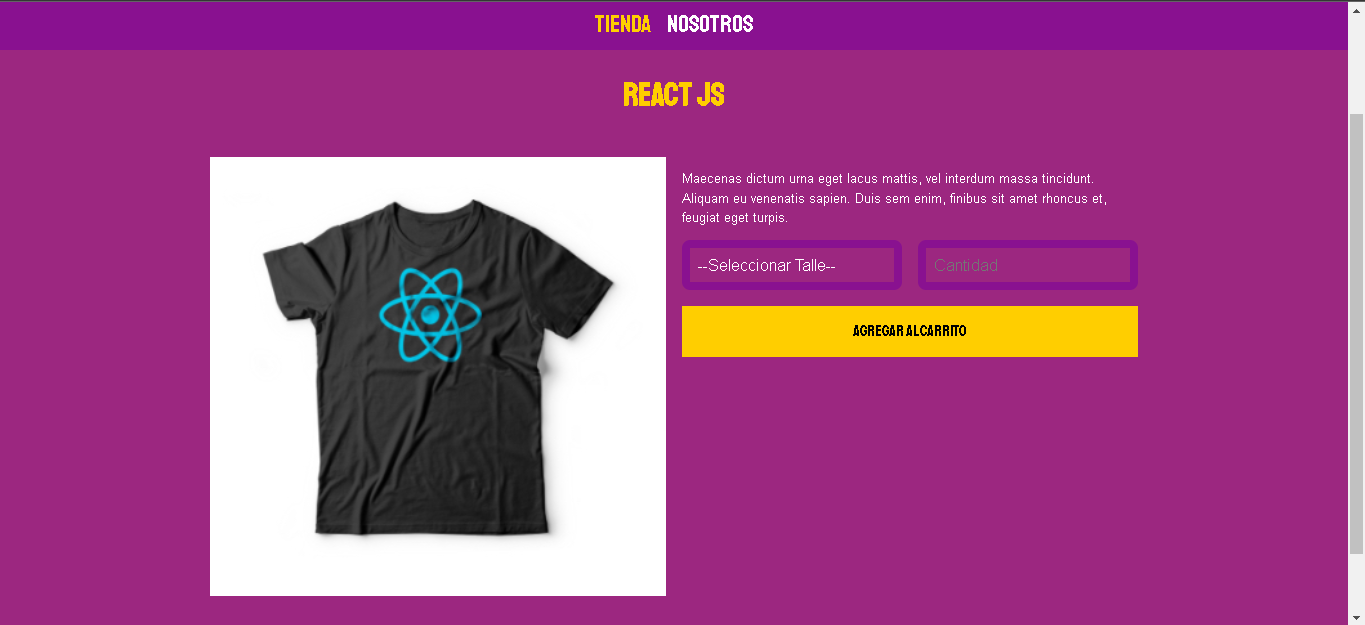 TIENDA NOSOTROS
REACT JS
Maecenas dictum urna eget lacus mattis, vel interdum massa tincidunt.
Aliquam eu venenatis sapien. Duis sem enim, finibus sit amet rhoncus et,
feugiat eget turpis.
--Seleccionar Talle-- Cantidad
AGREGAR AL CARRITO